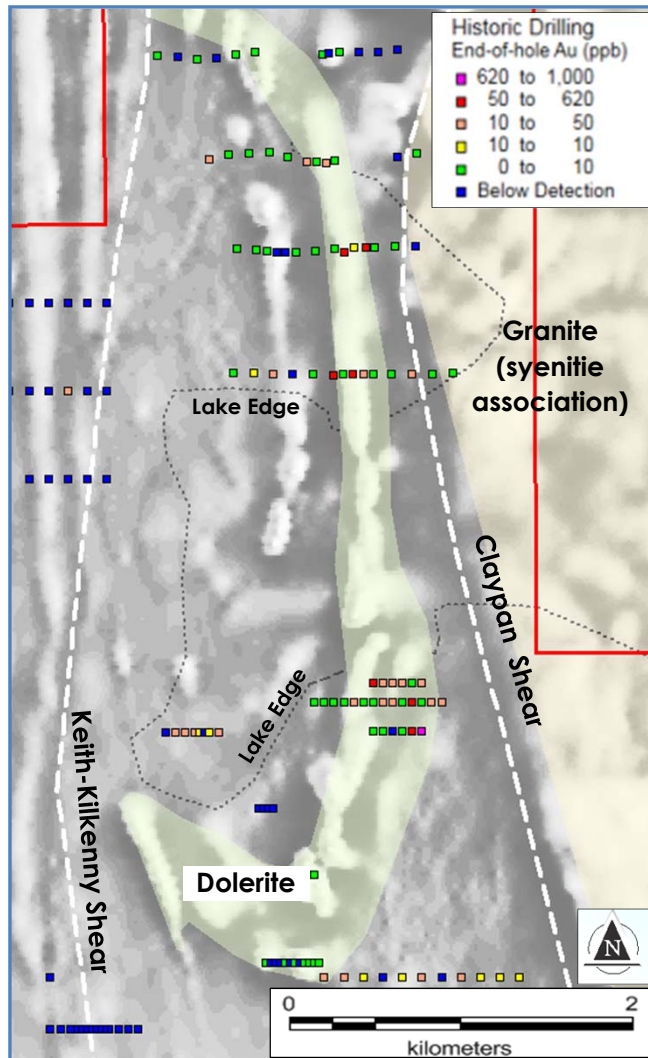 Historic Drilling
End-of-hole Au (ppb)
620 to 1,000
50 to 620
10 to 50
10 to 10
0 to 10
Below Detection
Granite
(syenitie
association)
Lake Edge
Claypan Shear
Lake Edge
Keith-Kilkenny Shear
Dolerite
N
0 2
kilometers